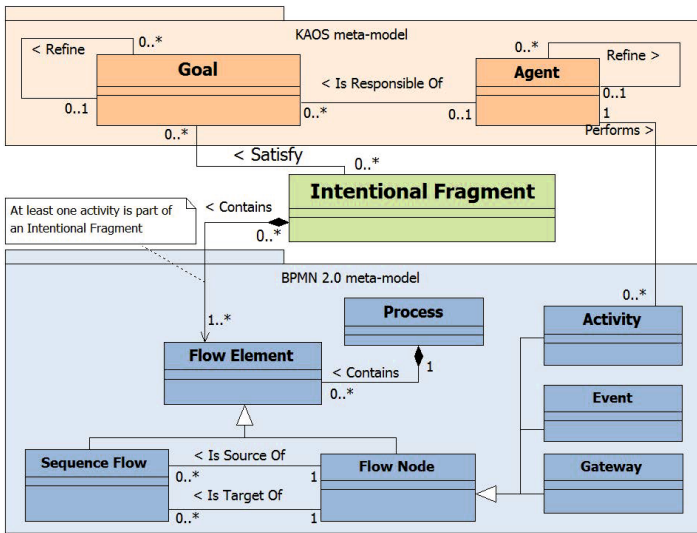 KAOS meta-model
< Refine
0..*
Goal
0..1
0..*
0..*
< Is Responsible Of
0..1
0..*
Agent
Refine >
0..1
1
Performs >
< Satisfy
0..*
Intentional Fragment
At least one activity is part of
an Intentional Fragment
< Contains
0..*
BPMN 2.0 meta-model
1..*
Flow Element
Process
< Contains
0..*
1
0..*
Activity
Event
Gateway
Sequence Flow
< Is Source Of
0..*
1
< Is Target Of
0..*
1
Flow Node